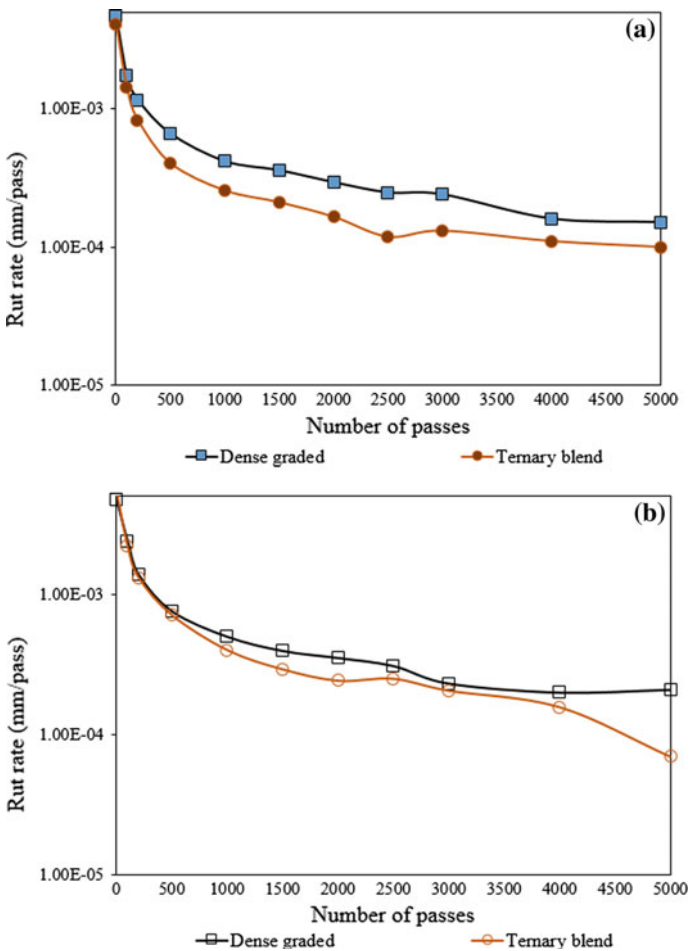 (a)
1.00E-03
1.00E-04
1.00E-05
Rut rate (mm/pass)
0 500 1000 1500 2000 2500 3000 3500 4000 4500 5000
Number of passes
Dense graded Ternary blend
(b)
1.00E-03
1.00E-04
1.00E-05
Rut rate (mm/pass)
0 500 1000 1500 2000 2500 3000 3500 4000 4500 5000
Number of passes
Dense graded Ternary blend